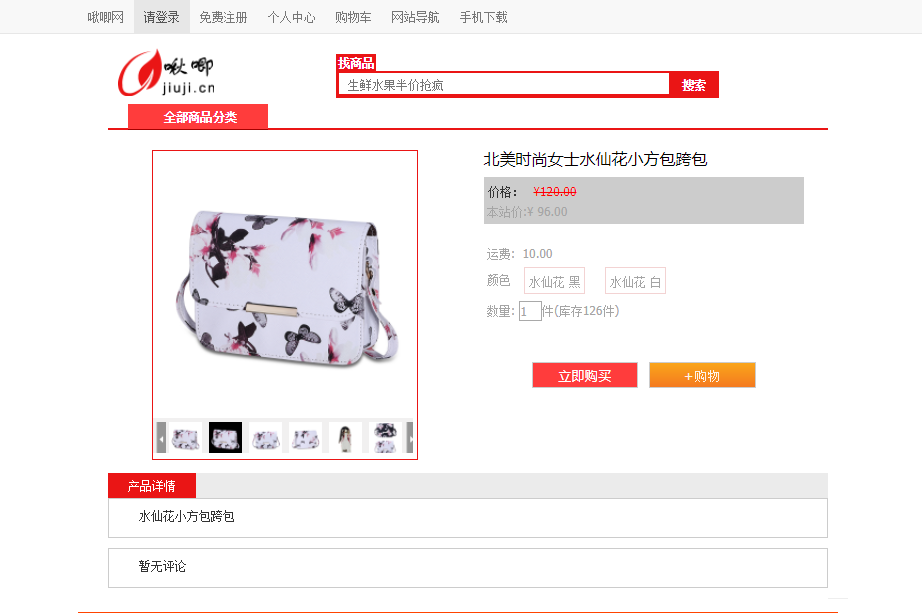 啾唧网 请登录 免费注册 个人中心 购物车 网站导航 手机下载
啾唧
jiuji.cn
找商品
生鲜水果半价抢疯 搜索
全部商品分类
北美时尚女士水仙花小方包跨包
价格： ¥120.00
本站价:¥ 96.00
运费: 10.00
颜色 水仙花 黑 水仙花 白
数量: 1 件(库存126件)
立即购买 +购物
产品详情
水仙花小方包跨包
暂无评论